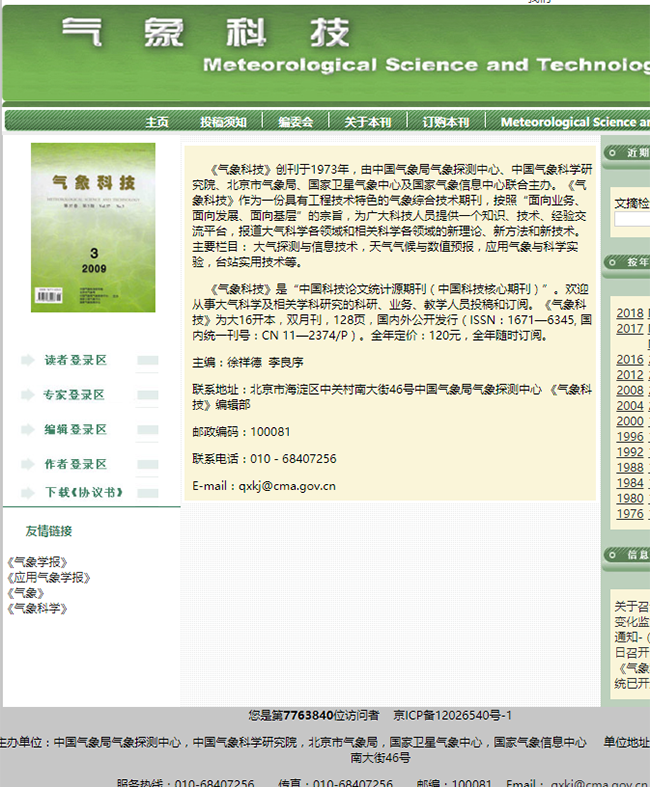 我们
气象科技
Meteorological Science and Technolog
主页 投稿须知 编委会 关于本刊 订购本刊 Meteorological Science a
气象科技
3
2009
读者登录区
专家登录区
编辑登录区
作者登录区
下载《协议书》
友情链接
《气象学报》
《应用气象学报》
《气象》
《气象科学》
《气象科技》创刊于1973年，由中国气象局气象探测中心、中国气象科学研
究院、北京市气象局、国家卫星气象中心及国家气象信息中心联合主办。《气
象科技》作为一份具有工程技术特色的气象综合技术期刊，按照“面向业务、
面向发展、面向基层”的宗旨，为广大科技人员提供一个知识、技术、经验交
流平台，报道大气科学各领域和相关科学各领域的新理论、新方法和新技术。
主要栏目： 大气探测与信息技术，天气气候与数值预报，应用气象与科学实
验，台站实用技术等。
《气象科技》是“中国科技论文统计源期刊（中国科技核心期刊）”。欢迎
从事大气科学及相关学科研究的科研、业务、教学人员投稿和订阅。《气象科
技》为大16开本，双月刊，128页，国内外公开发行（ISSN：1671—6345, 国
内统一刊号：CN 11—2374/P）。全年定价：120元，全年随时订阅。
主编：徐祥德 李良序
联系地址：北京市海淀区中关村南大街46号中国气象局气象探测中心 《气象科
技》编辑部
邮政编码：100081
联系电话：010－68407256
E-mail：qxkj@cma.gov.cn
近期
文摘检
按年
2018
2017
2016
2012
2008
2004
2000
1996
1992
1988
1984
1980
1976
信息
关于召
变化监
通知-（
日召开
《气象
统已开
您是第7763840位访问者 京ICP备12026540号-1
主办单位：中国气象局气象探测中心，中国气象科学研究院，北京市气象局，国家卫星气象中心，国家气象信息中心 单位地址
南大街46号
服务热线：010-68407256 传真：010-68407256 邮编：100081 Email： qxkj@cma.gov.cn